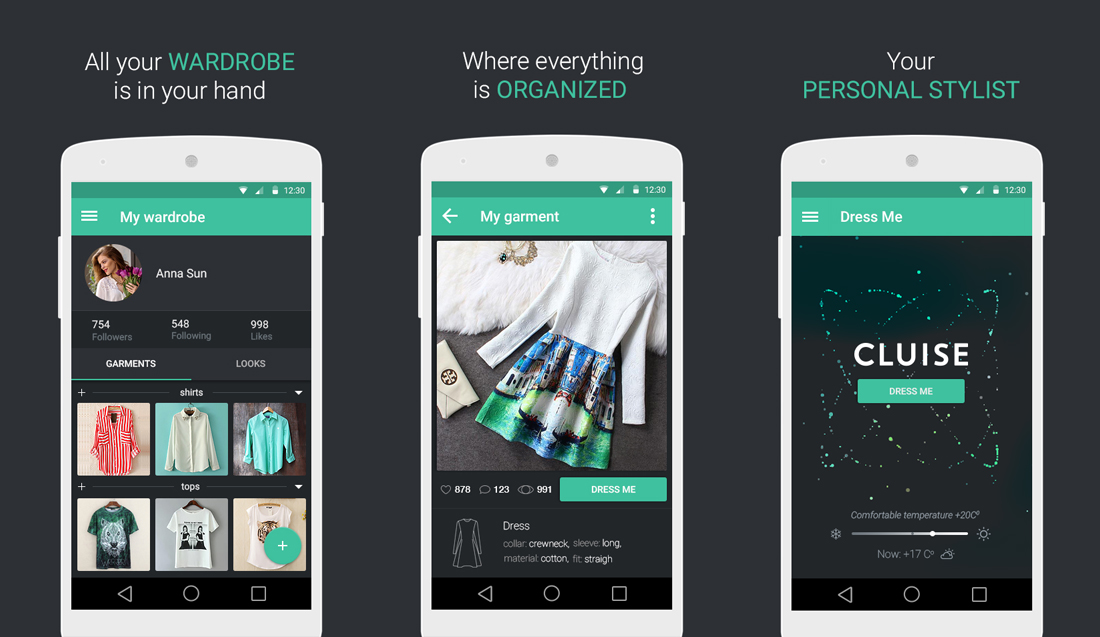 All your WARDROBE
is in your hand
12:30
My wardrobe
Anna Sun
754
Followers
548
Following
998
Likes
GARMENTS
LOOKS
+ shirts
+ tops
+
Where everything
is ORGANIZED
12:30
My garment
878
123
991
DRESS ME
Dress
collar: crewneck, sleeve: long,
material: cotton, fit: straigh
Your
PERSONAL STYLIST
12:30
Dress Me
CLUISE
DRESS ME
Comfortable temperature +20Cº
Now: +17 Cº